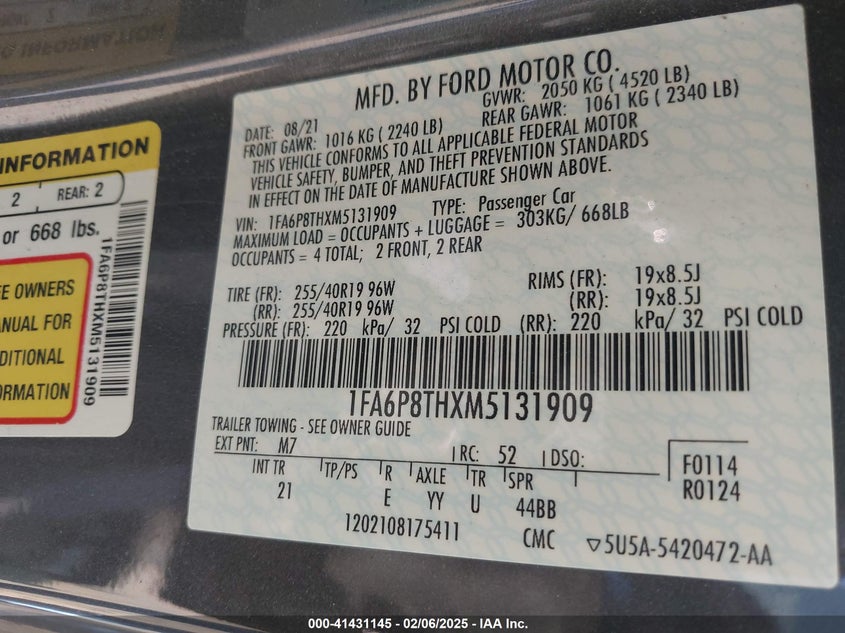 MFD. BY FORD MOTOR CO.
DATE: 08/21 GVWR: 2050 KG ( 4520 LB)
FRONT GAWR: 1016 KG ( 2240 LB) REAR GAWR: 1061 KG ( 2340 LB)
THIS VEHICLE CONFORMS TO ALL APPLICABLE FEDERAL MOTOR
VEHICLE SAFETY, BUMPER, AND THEFT PREVENTION STANDARDS
IN EFFECT ON THE DATE OF MANUFACTURE SHOWN ABOVE.
VIN: 1FA6P8THXM5131909 TYPE: Passenger Car
MAXIMUM LOAD = OCCUPANTS + LUGGAGE = 303KG/ 668LB
OCCUPANTS = 4 TOTAL; 2 FRONT, 2 REAR
TIRE (FR): 255/40R19 96W RIMS (FR): 19x8.5J
(RR): 255/40R19 96W (RR): 19x8.5J
PRESSURE (FR): 220 kPa/ 32 PSI COLD (RR): 220 kPa/ 32 PSI COLD
1FA6P8THXM5131909
TRAILER TOWING - SEE OWNER GUIDE
EXT PNT: M7 RC: 52 DSO:
F0114
R0124
INT TR TP/PS R AXLE TR SPR
21 E YY U 44BB
1202108175411 CMC ▽5U5A-5420472-AA
INFORMATION
2 REAR: 2
or 668 lbs.
EE OWNERS
ANUAL FOR
DITIONAL
ORMATION
1FA6P8THXM5131909
000-41431145 - 02/06/2025 - IAA Inc.